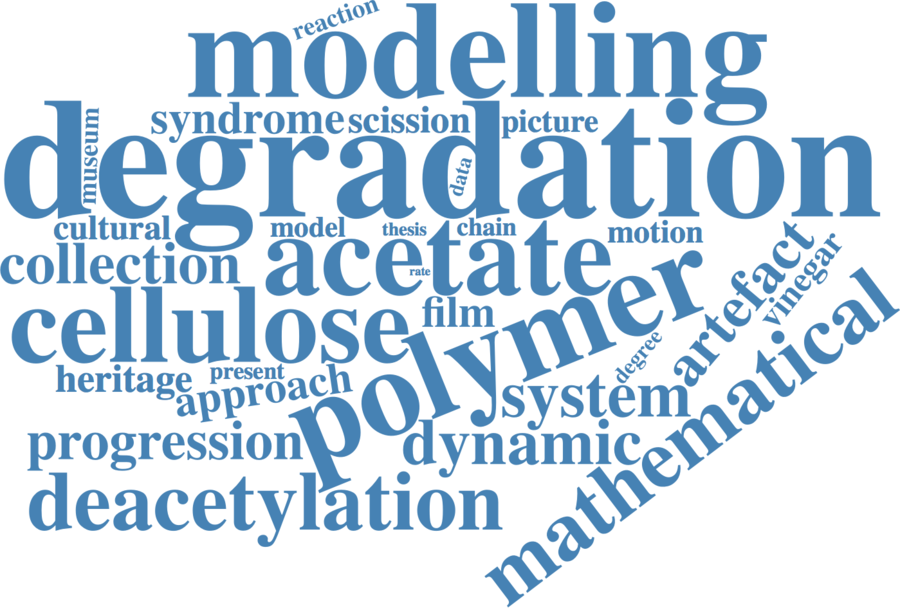 reaction
modelling
museum
syndrome
scission
picture
degradation
data
cultural
model
thesis
chain
motion
collection
acetate
rate
artefact
vinegar
cellulose
film
polymer
degree
heritage
present
approach
system
mathematical
progression
dynamic
deacetylation